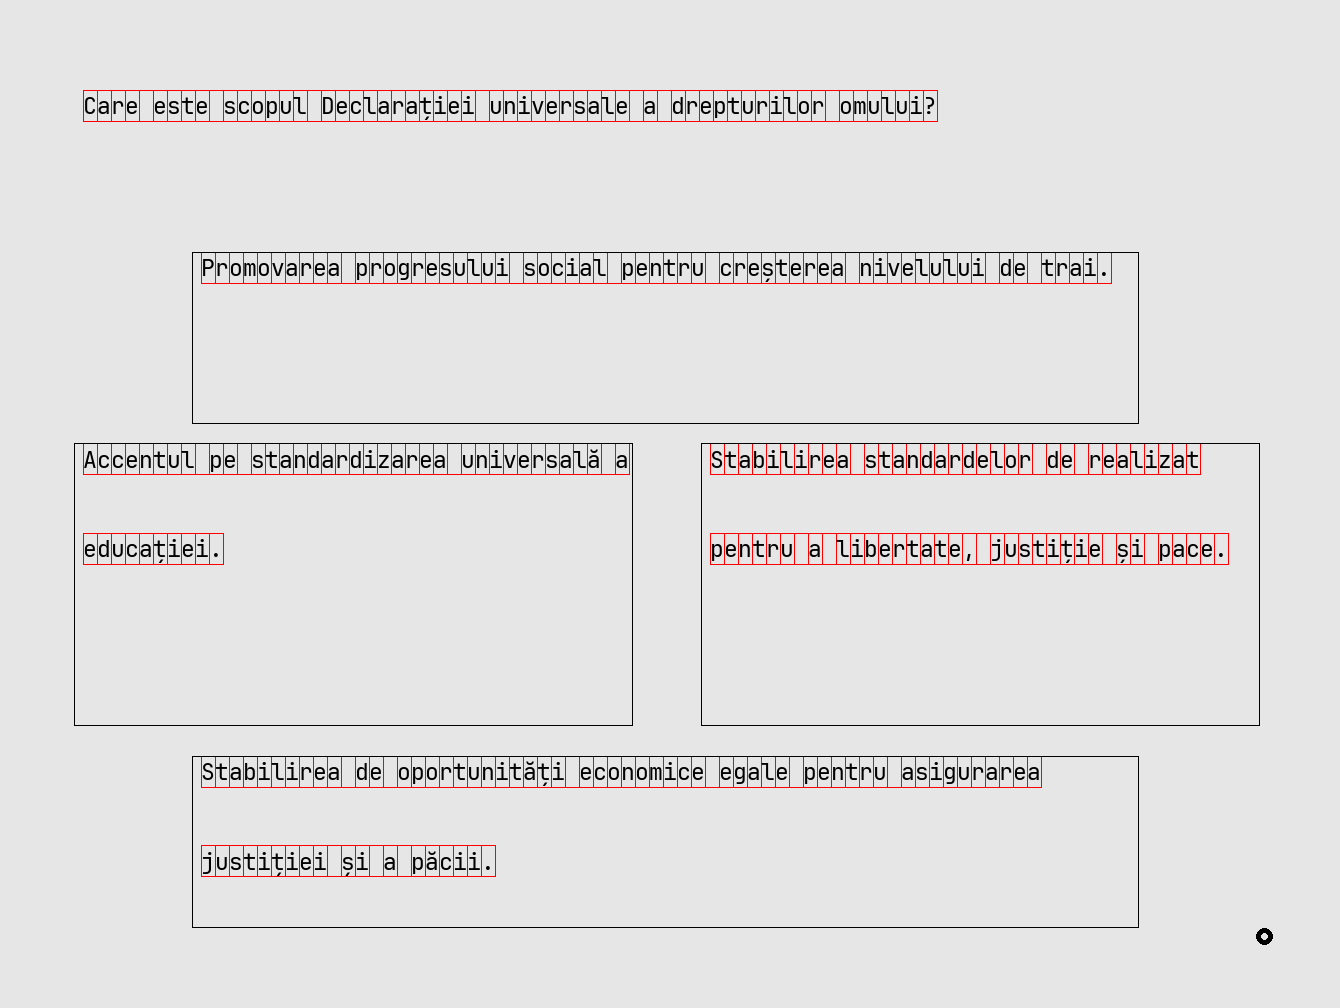 Care este scopul Declarației universale a drepturilor omului?
Promovarea progresului social pentru creșterea nivelului de trai.
Accentul pe standardizarea universală a
educației.
Stabilirea standardelor de realizat
pentru a libertate, justiție și pace.
Stabilirea de oportunități economice egale pentru asigurarea
justiției și a păcii.